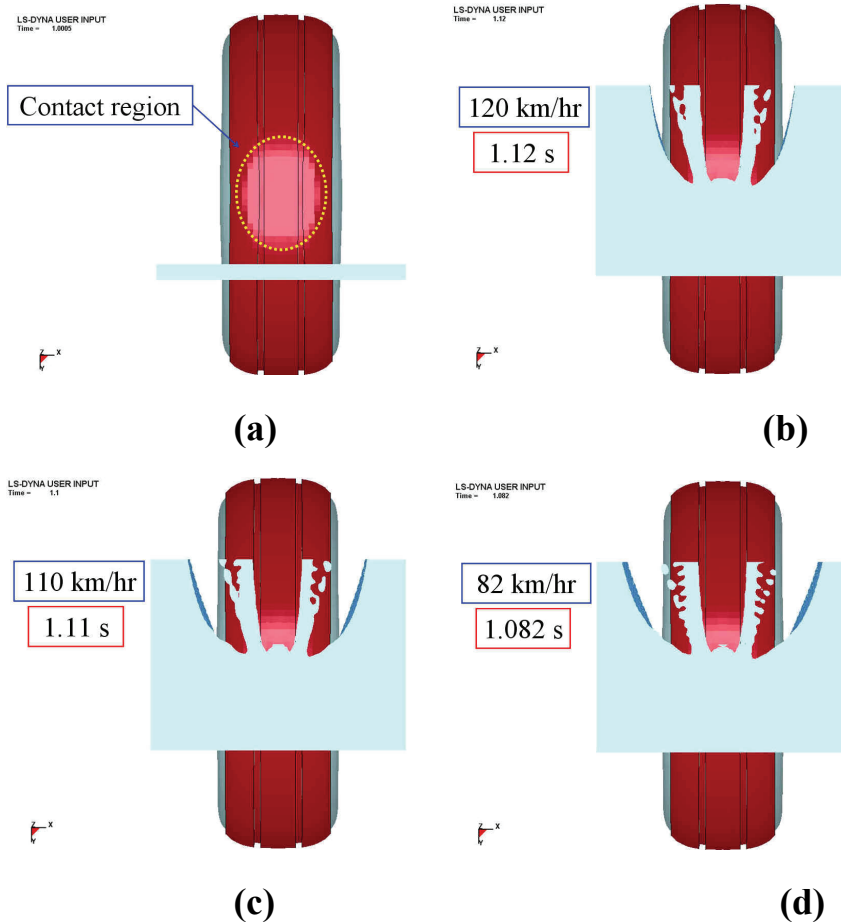 LS-DYNA USER INPUT
Time = 1.0005
Contact region
Z X
Y
(a)
LS-DYNA USER INPUT
Time = 1.12
120 km/hr
1.12 s
Z X
Y
(b)
LS-DYNA USER INPUT
Time = 1.1
110 km/hr
1.11 s
Z X
Y
(c)
LS-DYNA USER INPUT
Time = 1.082
82 km/hr
1.082 s
Z X
Y
(d)